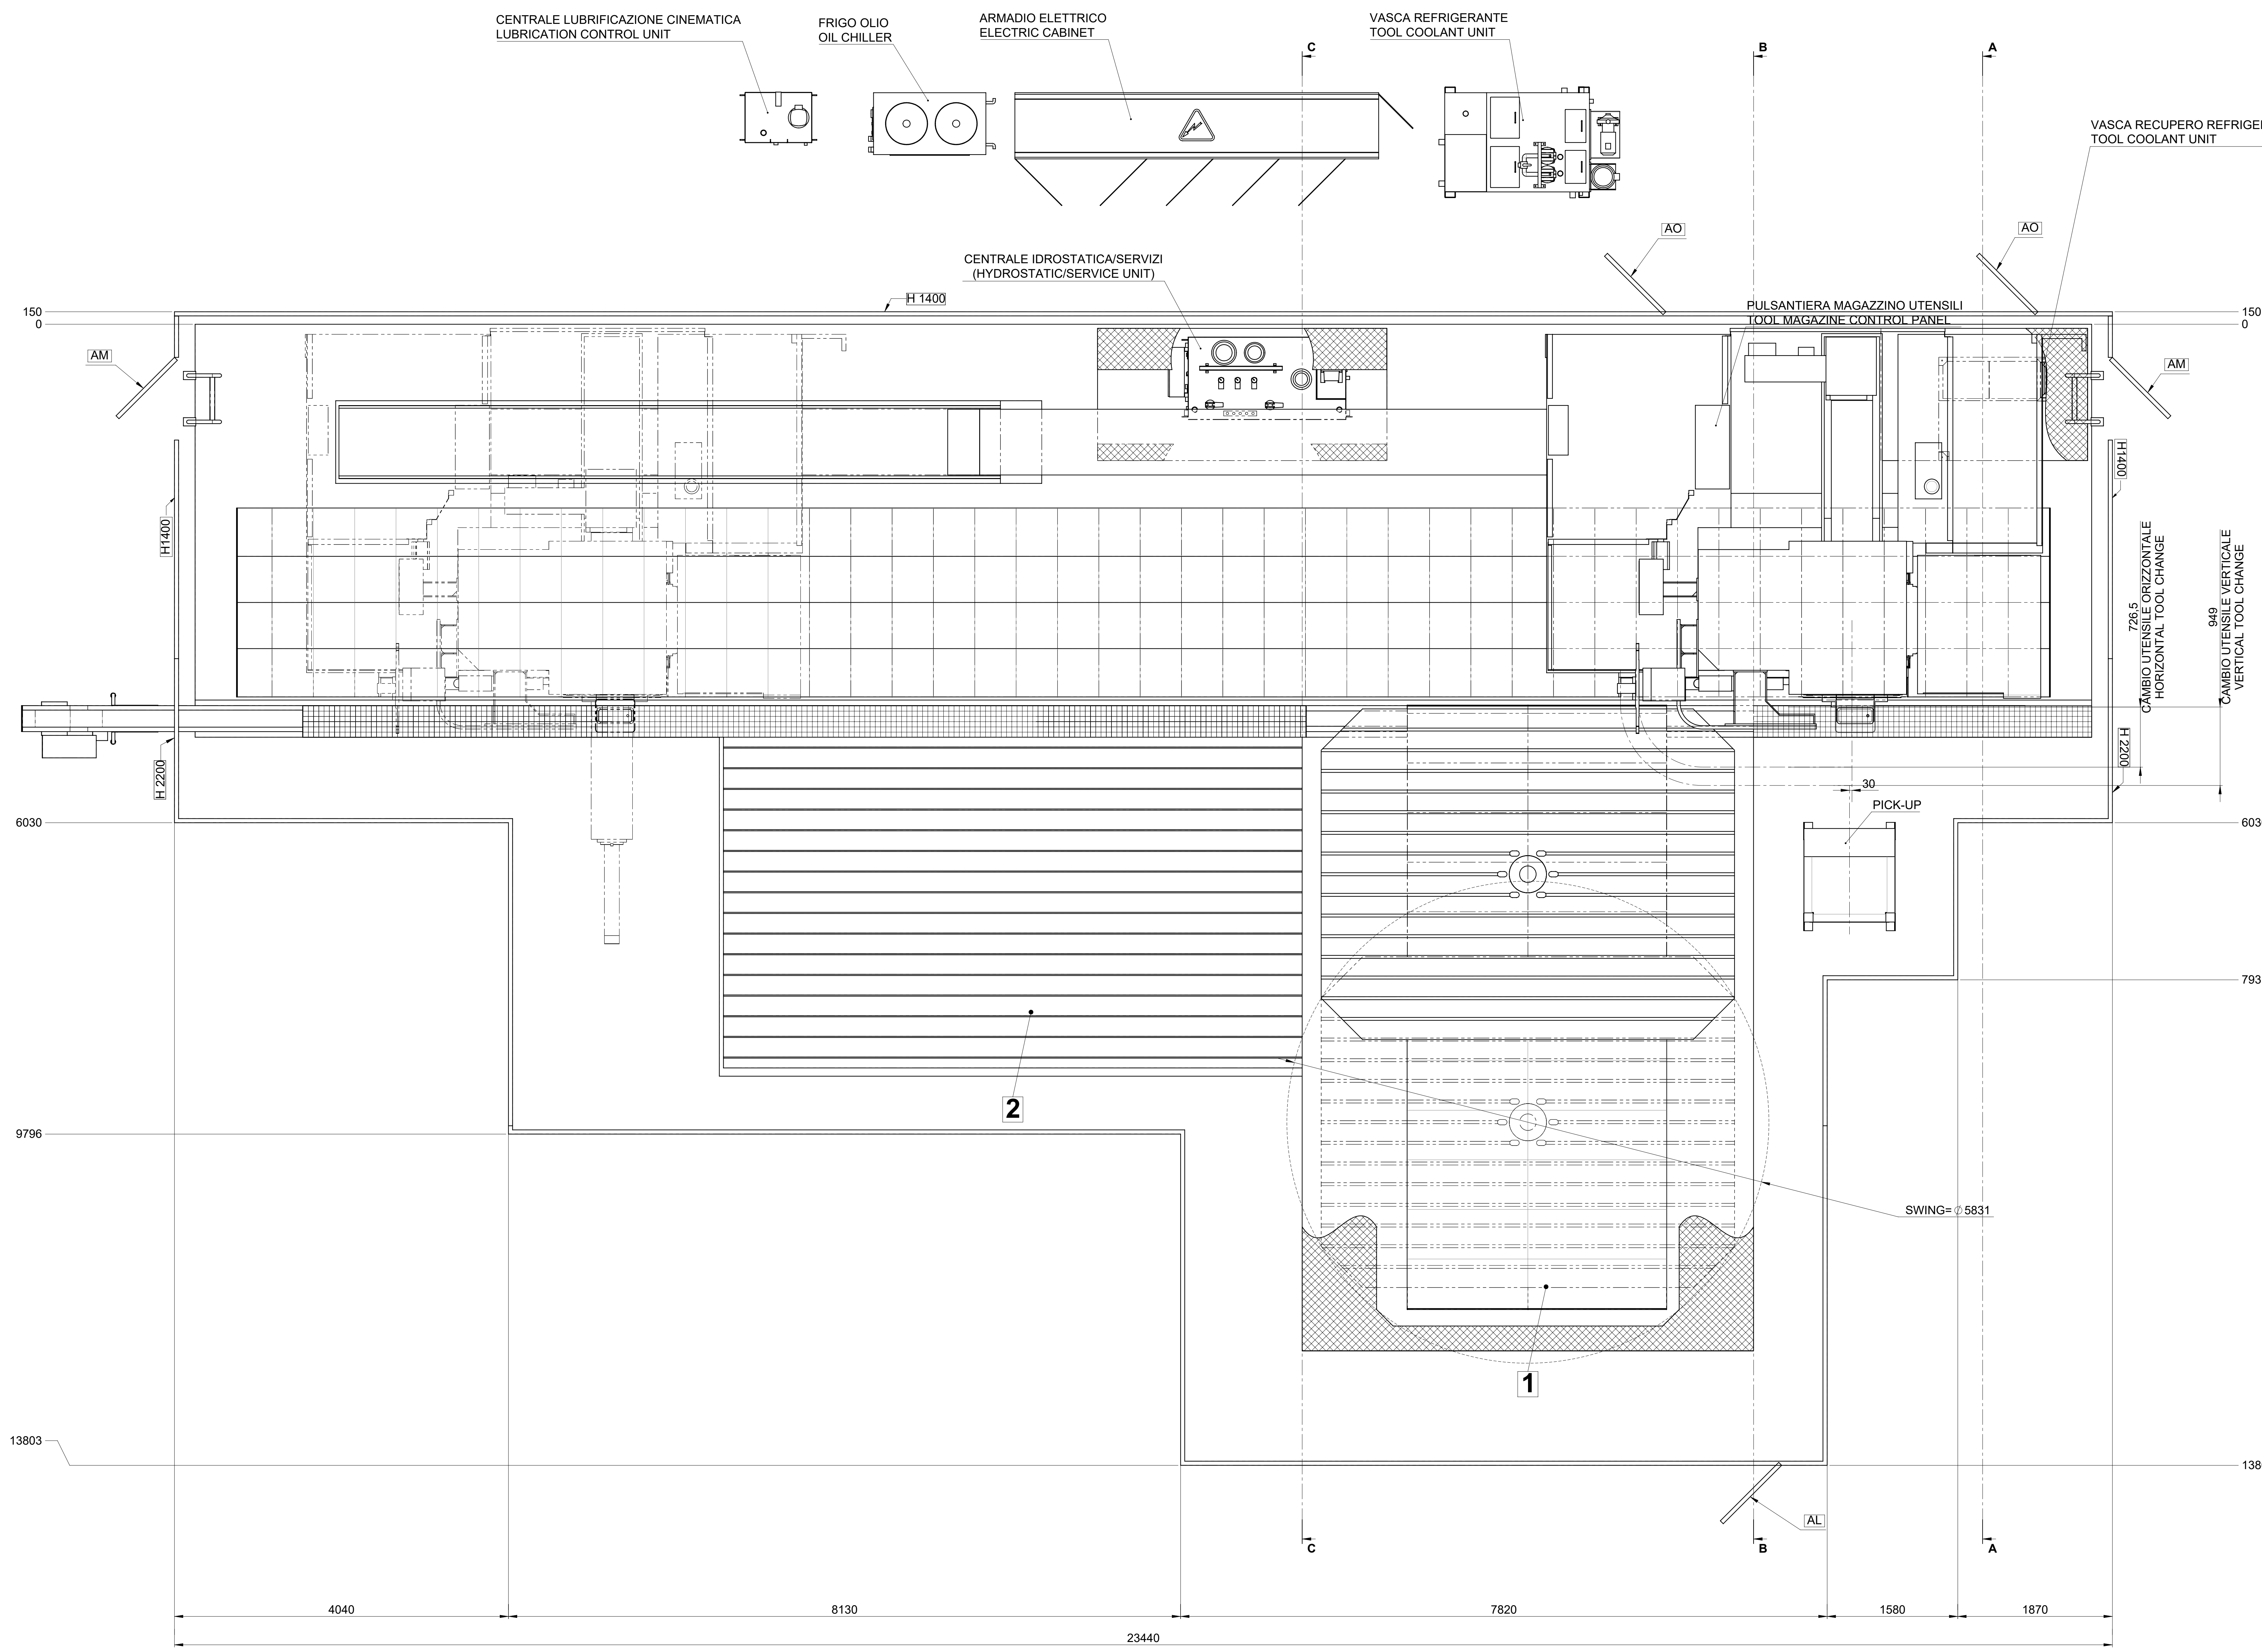 CENTRALE LUBRIFICAZIONE CINEMATICA
LUBRICATION CONTROL UNIT
FRIGO OLIO
OIL CHILLER
ARMADIO ELETTRICO
ELECTRIC CABINET
VASCA REFRIGERANTE
TOOL COOLANT UNIT
C
B
A
VASCA RECUPERO REFRIGE
TOOL COOLANT UNIT
AO
AO
CENTRALE IDROSTATICA/SERVIZI
(HYDROSTATIC/SERVICE UNIT)
H 1400
PULSANTIERA MAGAZZINO UTENSILI
TOOL MAGAZINE CONTROL PANEL
150
0
150
0
AM
AM
H1400
H1400
726,5
CAMBIO UTENSILE ORIZZONTALE
HORIZONTAL TOOL CHANGE
949
CAMBIO UTENSILE VERTICALE
VERTICAL TOOL CHANGE
H 2200
H 2200
30
PICK-UP
6030
603
793
2
9796
SWING= ∅ 5831
1
13803
138
AL
C
B
A
4040
8130
7820
1580
1870
23440